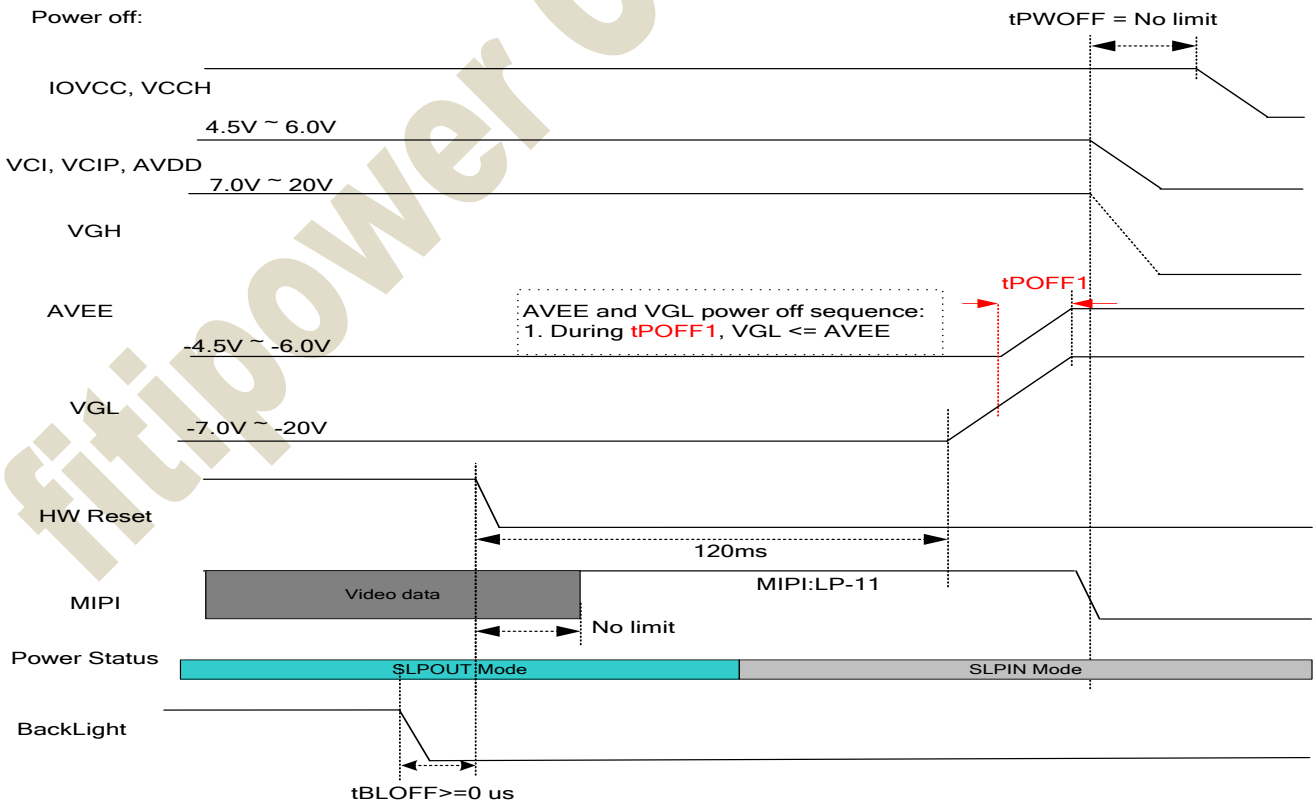 Power off:
tPWOFF = No limit
IOVCC, VCCH
4.5V ~ 6.0V
VCI, VCIP, AVDD
7.0V ~ 20V
VGH
tPOFF1
AVEE
AVEE and VGL power off sequence:
1. During tPOFF1, VGL <= AVEE
-4.5V ~ -6.0V
VGL
-7.0V ~ -20V
HW Reset
120ms
MIPI
Video data
MIPI:LP-11
No limit
Power Status
SLPOUT Mode
SLPIN Mode
BackLight
tBLOFF>=0 us
fitipower